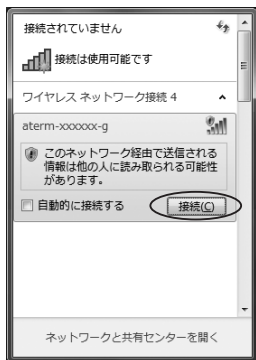 接続されていません
接続は使用可能です
ワイヤレス ネットワーク接続 4
aterm-xxxxxx-g
このネットワーク経由で送信される
情報は他の人に読み取られる可能性
があります。
自動的に接続する
接続(C)
ネットワークと共有センターを開く